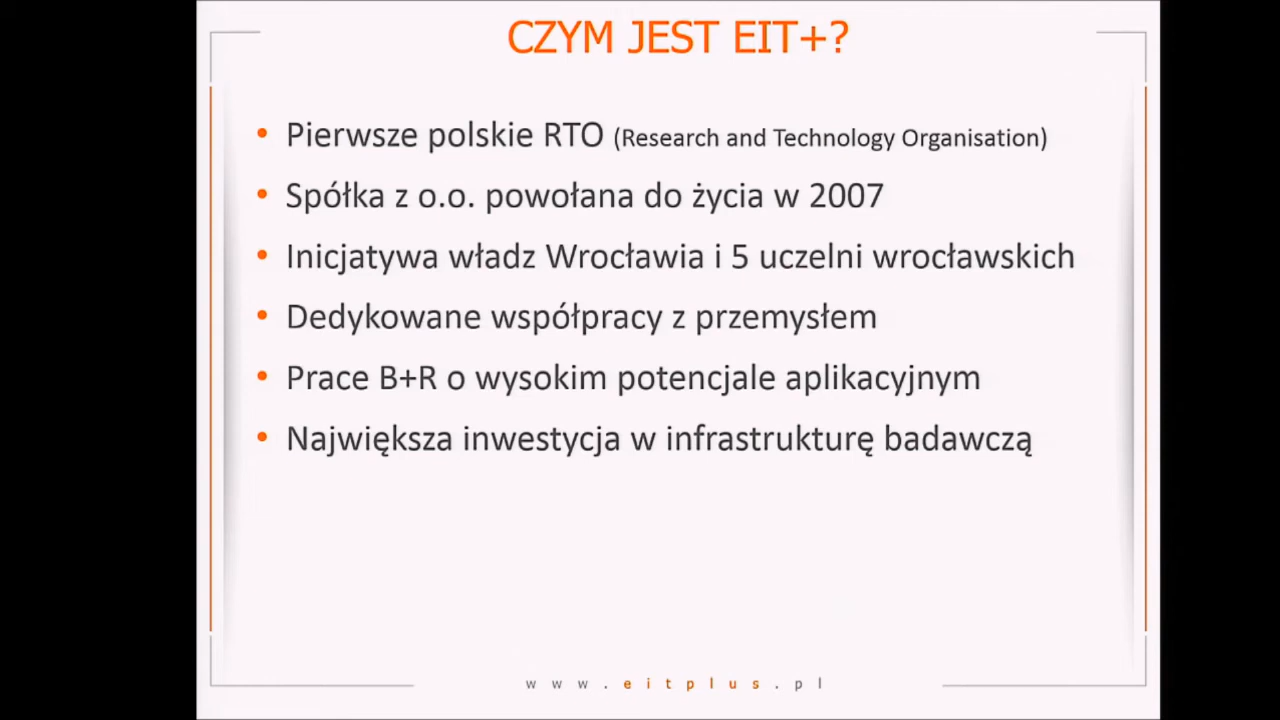 CZYM JEST EIT+?
• Pierwsze polskie RTO (Research and Technology Organisation)
• Spółka z o.o. powołana do życia w 2007
• Inicjatywa władz Wrocławia i 5 uczelni wrocławskich
• Dedykowane współpracy z przemysłem
• Prace B+R o wysokim potencjale aplikacyjnym
• Największa inwestycja w infrastrukturę badawczą
www.eitplus.pl